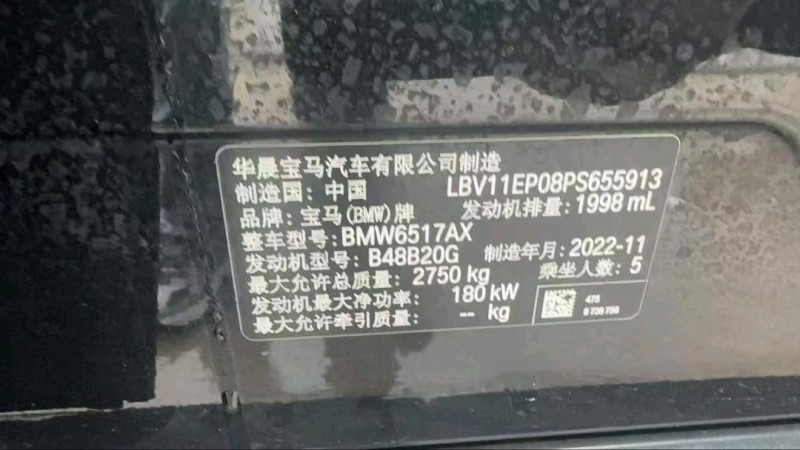 华晨宝马汽车有限公司制造
制造国: 中国 LBV11EP08PS655913
品牌: 宝马(BMW)牌 发动机排量: 1998 mL
整车型号: BMW6517AX 制造年月: 2022-11
发动机型号: B48B20G 乘坐人数: 5
最大允许总质量: 2750 kg
发动机最大净功率: 180 kW
最大允许牵引质量: -- kg
475